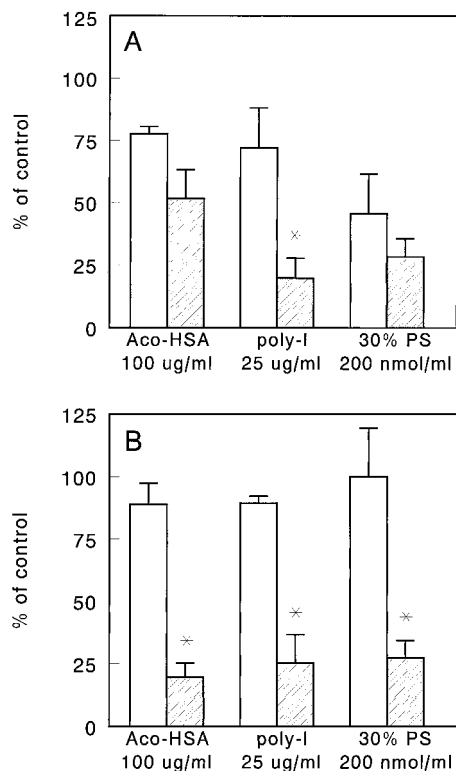 A
125
100
75
50
25
0
% of control
*
Aco-HSA poly-I 30% PS
100 ug/ml 25 ug/ml 200 nmol/ml
B
125
100
75
50
25
0
% of control
* * *
Aco-HSA poly-I 30% PS
100 ug/ml 25 ug/ml 200 nmol/ml